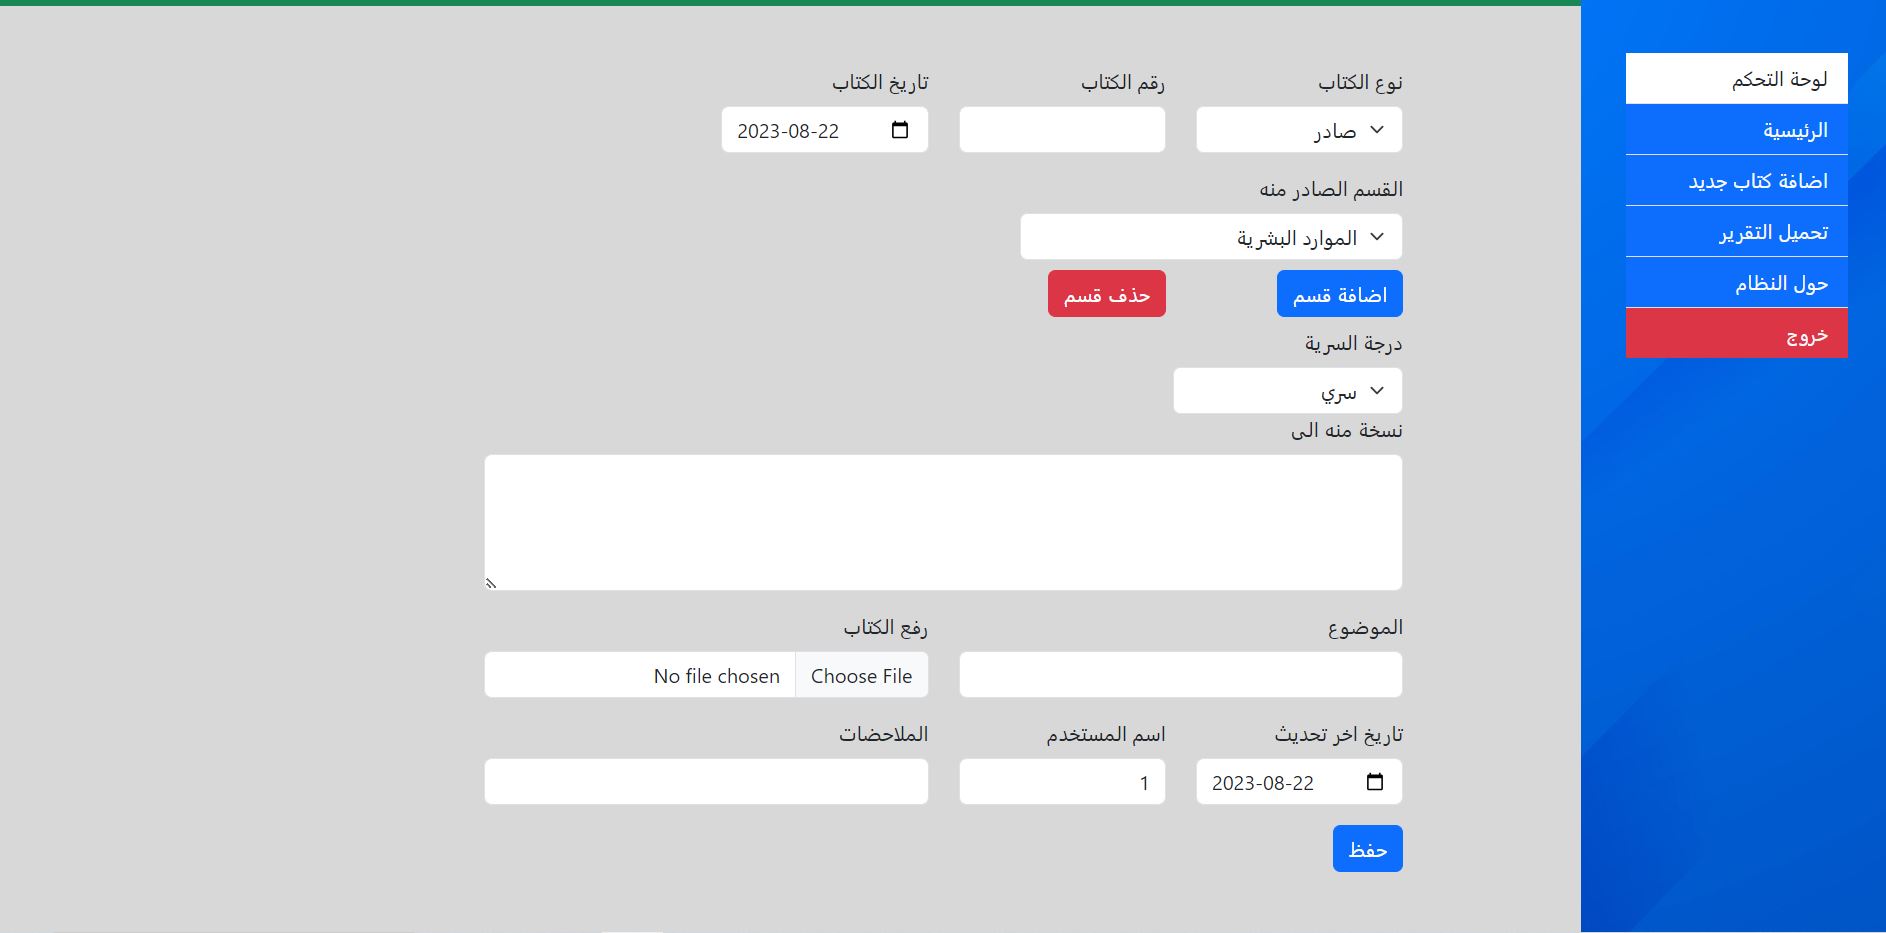 لوحة التحكم
الرئيسية
اضافة كتاب جديد
تحميل التقرير
حول النظام
خروج
نوع الكتاب
رقم الكتاب
تاريخ الكتاب
صادر
2023-08-22
القسم الصادر منه
الموارد البشرية
اضافة قسم
حذف قسم
درجة السرية
سري
نسخة منه الى
الموضوع
رفع الكتاب
Choose File
No file chosen
تاريخ اخر تحديث
اسم المستخدم
الملاحضات
2023-08-22
1
حفظ